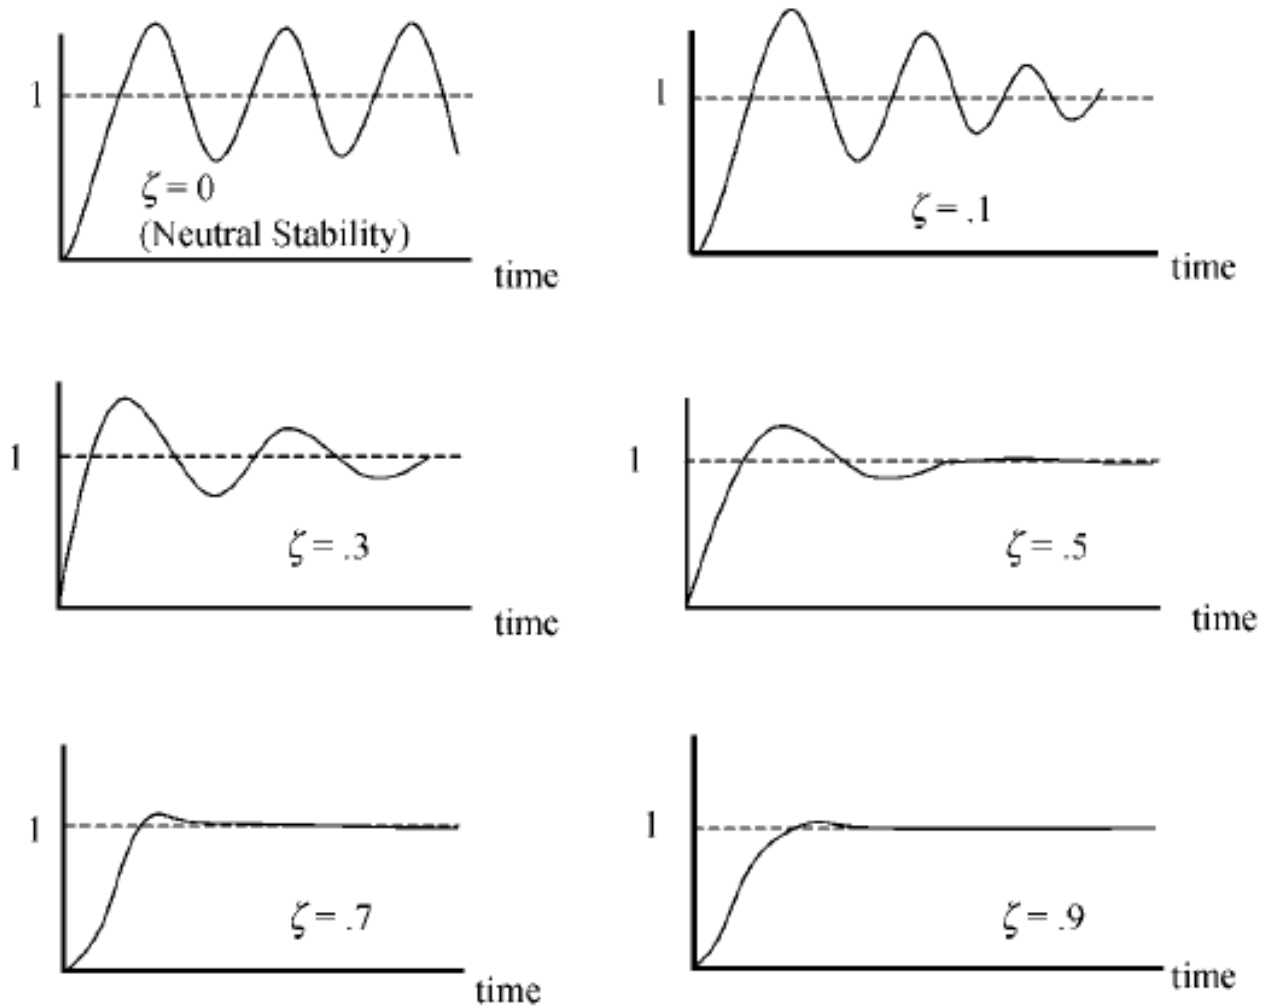 1
ζ = 0
(Neutral Stability)
time
1
ζ = .1
time
1
ζ = .3
time
1
ζ = .5
time
1
ζ = .7
time
1
ζ = .9
time